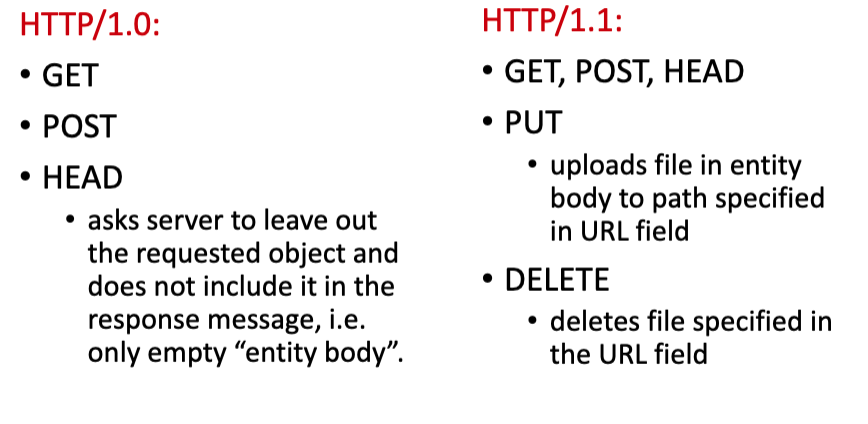 HTTP/1.0:
• GET
• POST
• HEAD
• asks server to leave out
the requested object and
does not include it in the
response message, i.e.
only empty “entity body”.
HTTP/1.1:
• GET, POST, HEAD
• PUT
• uploads file in entity
body to path specified
in URL field
• DELETE
• deletes file specified in
the URL field